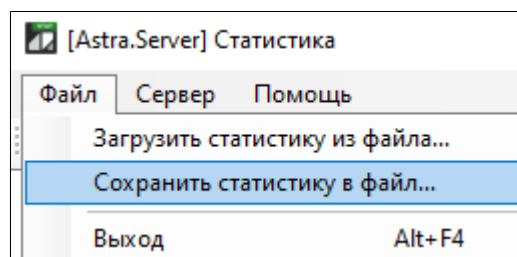 [Astra.Server] Статистика
Файл Сервер Помощь
Загрузить статистику из файла...
Сохранить статистику в файл...
Выход Alt+F4